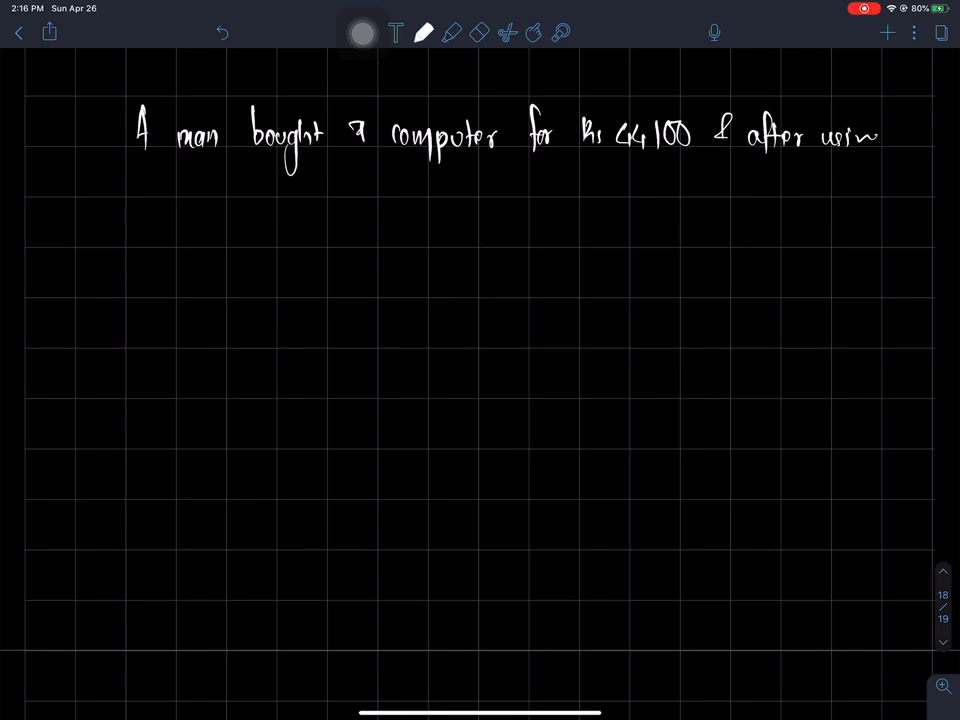 2:16 PM Sun Apr 26 80%
T
A man bought a computer for Rs 44100 & after usin
18
19